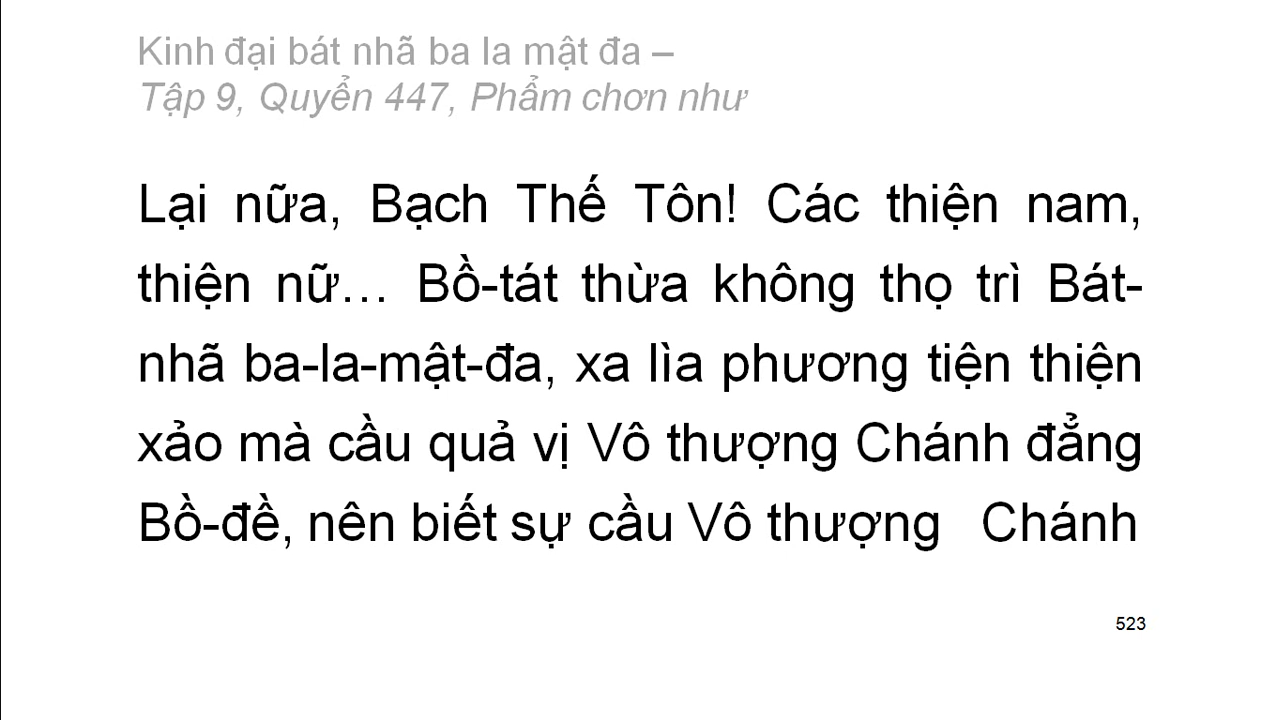 Kinh đại bát nhã ba la mật đa –
Tập 9, Quyển 447, Phẩm chơn như
Lại nữa, Bạch Thế Tôn! Các thiện nam,
thiện nữ… Bồ-tát thừa không thọ trì Bát-
nhã ba-la-mật-đa, xa lìa phương tiện thiện
xảo mà cầu quả vị Vô thượng Chánh đẳng
Bồ-đề, nên biết sự cầu Vô thượng Chánh
523